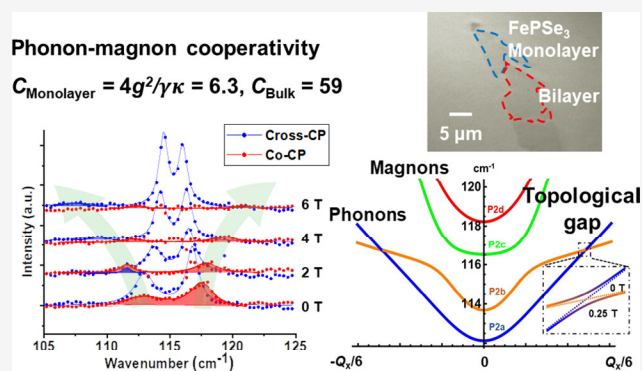 Phonon-magnon cooperativity
C_Monolayer = 4g²/γκ = 6.3, C_Bulk = 59
FePSe₃
Monolayer
Bilayer
5 μm
Cross-CP
Co-CP
Intensity (a.u.)
6 T
4 T
2 T
0 T
105 110 115 120 125
Wavenumber (cm⁻¹)
Magnons
Phonons
cm⁻¹
120
118
116
114
P2d
P2c
P2b
P2a
Topological
gap
0 T
0.25 T
-Qₓ/6 0 Qₓ/6